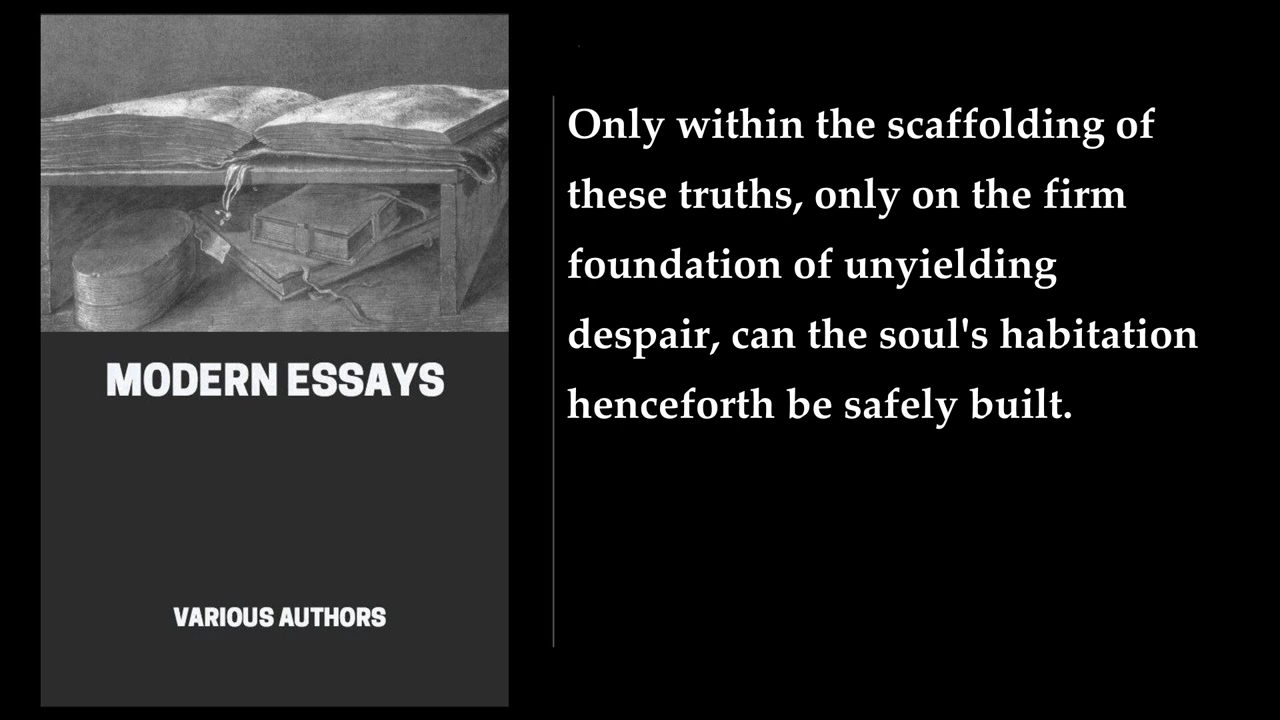 MODERN ESSAYS
VARIOUS AUTHORS
Only within the scaffolding of
these truths, only on the firm
foundation of unyielding
despair, can the soul's habitation
henceforth be safely built.